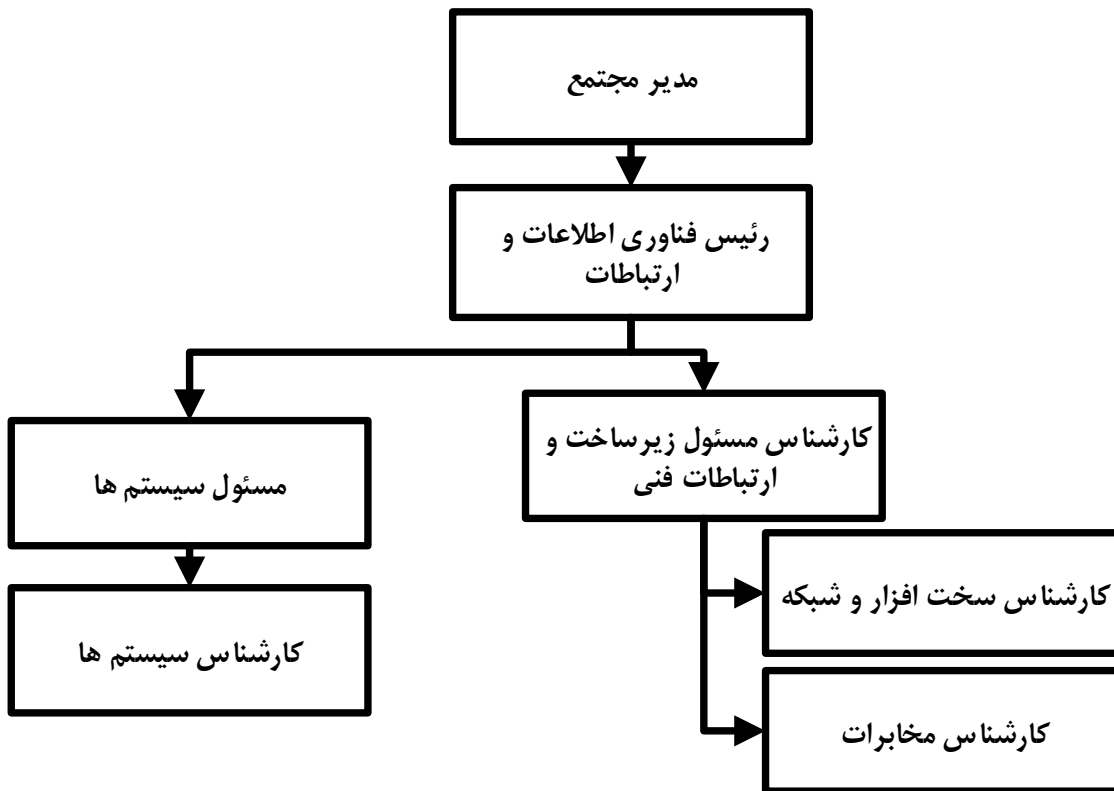 مدیر مجتمع
رئیس فناوری اطلاعات و
ارتباطات
کارشناس مسئول زیرساخت و
ارتباطات فنی
مسئول سیستم ها
کارشناس سخت افزار و شبکه
کارشناس سیستم ها
کارشناس مخابرات